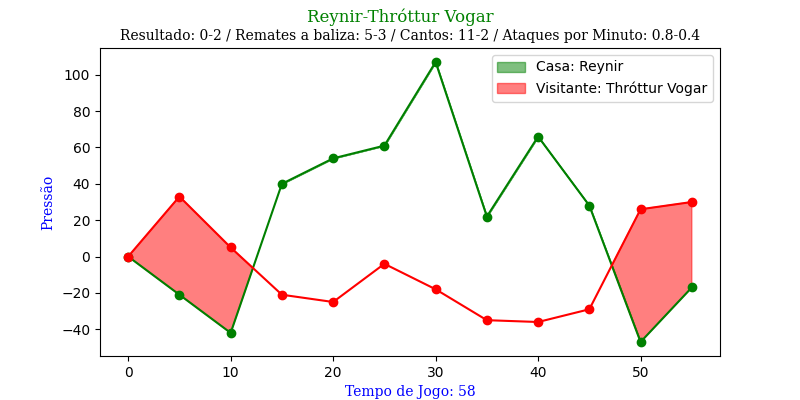 Reynir-Thróttur Vogar
Resultado: 0-2 / Remates a baliza: 5-3 / Cantos: 11-2 / Ataques por Minuto: 0.8-0.4
Casa: Reynir
Visitante: Thróttur Vogar
Pressão
100
80
60
40
20
0
−20
−40
0 10 20 30 40 50
Tempo de Jogo: 58